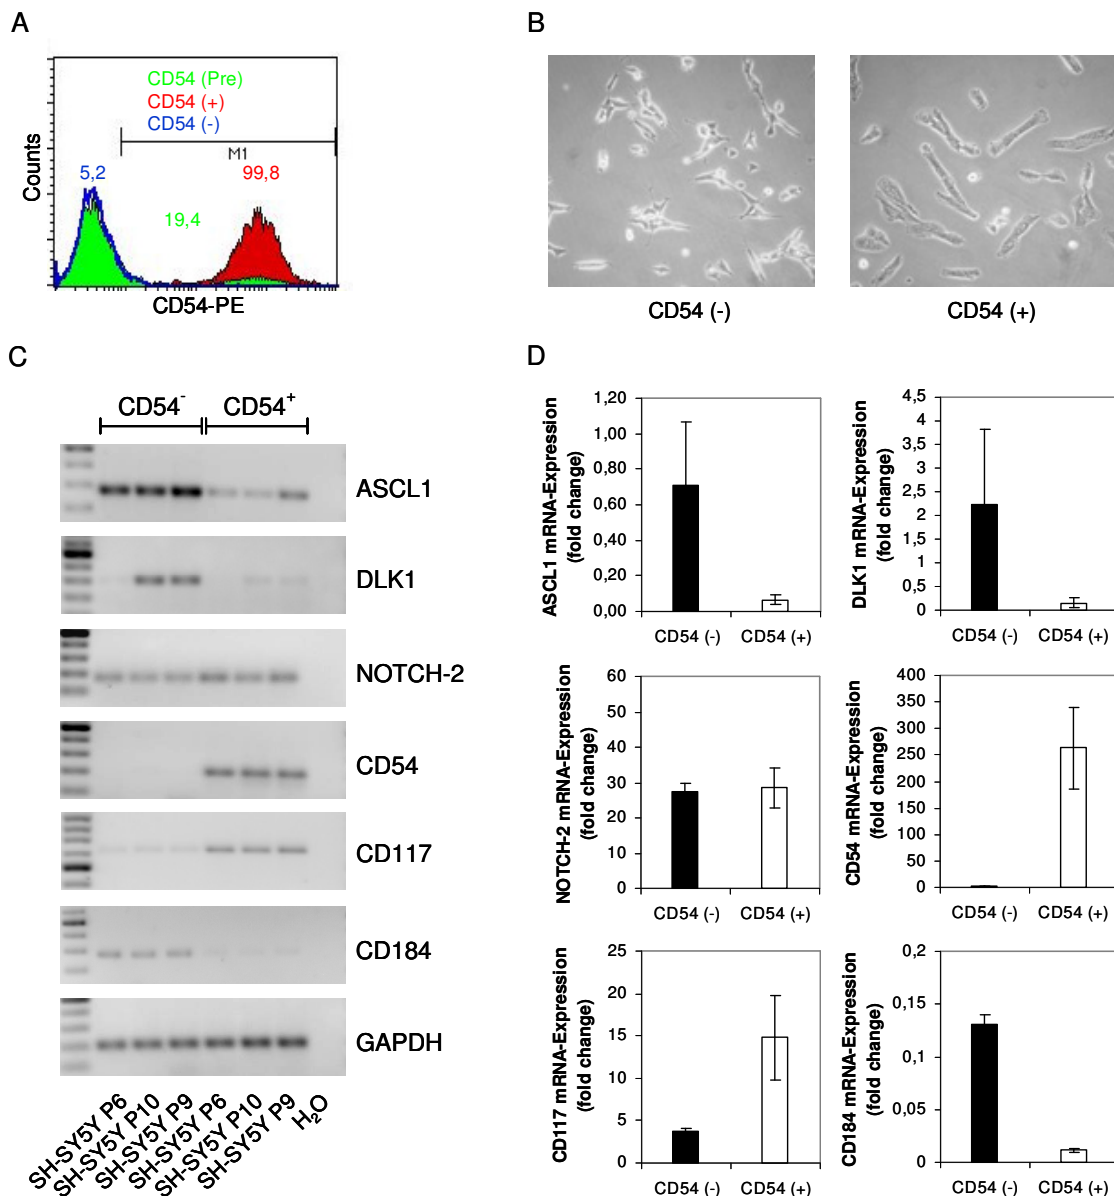 A
CD54 (Pre)
CD54 (+)
CD54 (-)
M1
5,2
99,8
19,4
Counts
CD54-PE
B
CD54 (-)
CD54 (+)
C
CD54-
CD54+
ASCL1
DLK1
NOTCH-2
CD54
CD117
CD184
GAPDH
SH-SY5Y P6
SH-SY5Y P10
SH-SY5Y P9
SH-SY5Y P6
SH-SY5Y P10
SH-SY5Y P9
H2O
D
ASCL1 mRNA-Expression
(fold change)
1,20
1,00
0,80
0,60
0,40
0,20
0,00
CD54 (-)
CD54 (+)
DLK1 mRNA-Expression
(fold change)
4,5
4
3,5
3
2,5
2
1,5
1
0,5
0
CD54 (-)
CD54 (+)
NOTCH-2 mRNA-Expression
(fold change)
60
50
40
30
20
10
0
CD54 (-)
CD54 (+)
CD54 mRNA-Expression
(fold change)
400
350
300
250
200
150
100
50
0
CD54 (-)
CD54 (+)
CD117 mRNA-Expression
(fold change)
25
20
15
10
5
0
CD54 (-)
CD54 (+)
CD184 mRNA-Expression
(fold change)
0,2
0,15
0,1
0,05
0
CD54 (-)
CD54 (+)